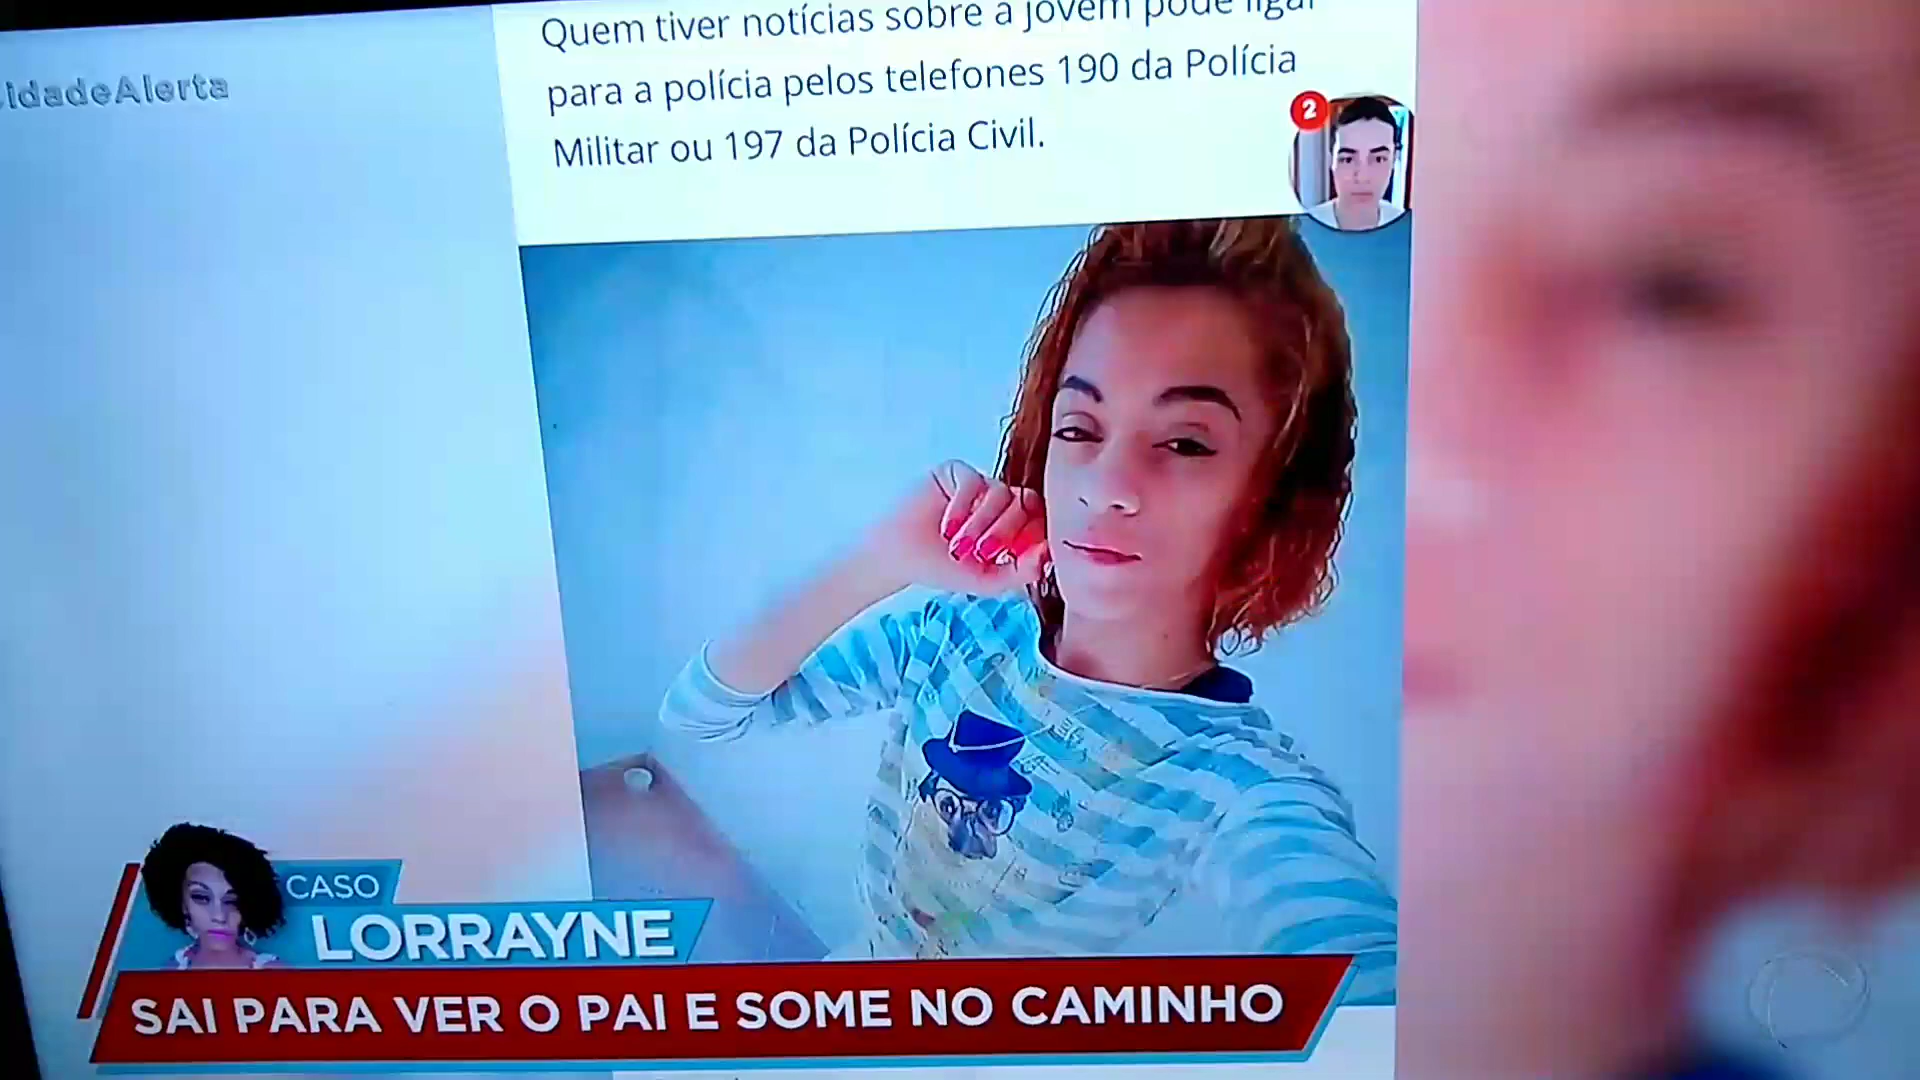 Quem tiver notícias sobre a jovem pode ligar
para a polícia pelos telefones 190 da Polícia
Militar ou 197 da Polícia Civil.
idadeAlerta
2
CASO
LORRAYNE
SAI PARA VER O PAI E SOME NO CAMINHO